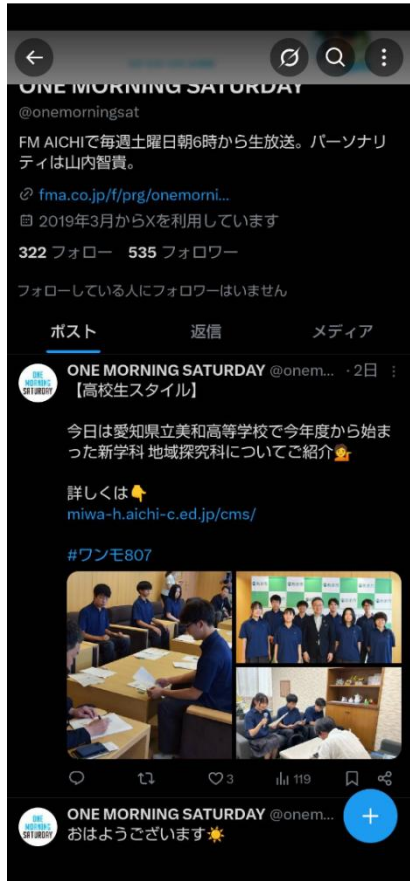 ONE MORNING SATURDAY
@onemorningsat
FM AICHIで毎週土曜日朝6時から生放送。パーソナリ
ティは山内智貴。
fma.co.jp/f/prg/onemorni...
2019年3月からXを利用しています
322 フォロー 535 フォロワー
フォローしている人にフォロワーはいません
ポスト 返信 メディア
ONE MORNING SATURDAY @onem... ·2日
【高校生スタイル】
今日は愛知県立美和高等学校で今年度から始ま
った新学科 地域探究科についてご紹介💁
詳しくは👇
miwa-h.aichi-c.ed.jp/cms/
#ワンモ807
3 119
ONE MORNING SATURDAY @onem...
おはようございます☀
ONE
MORNING
SATURDAY
ONE
MORNING
SATURDAY